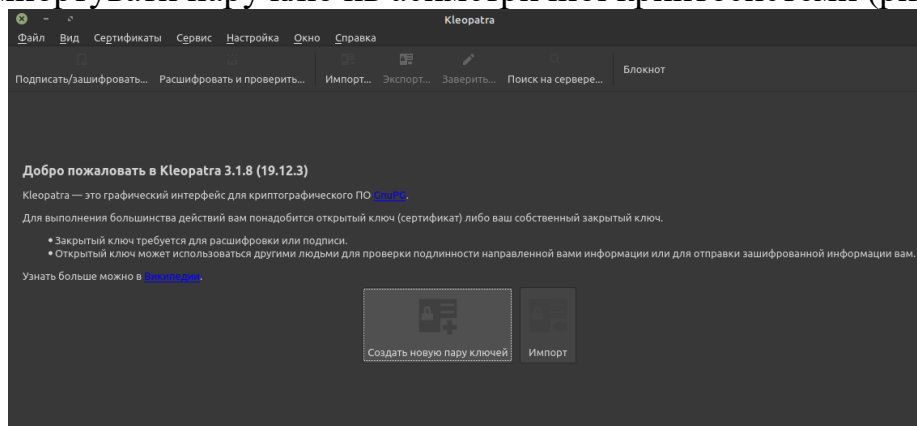 пару ключів асиметричної криптосистеми
Kleopatra
Файл Вид Сертификаты Сервис Настройка Окно Справка
Подписать/зашифровать... Расшифровать и проверить... Импорт... Экспорт... Заверить... Поиск на сервере... Блокнот
Добро пожаловать в Kleopatra 3.1.8 (19.12.3)
Kleopatra — это графический интерфейс для криптографического ПО GnuPG.
Для выполнения большинства действий вам понадобится открытый ключ (сертификат) либо ваш собственный закрытый ключ.
• Закрытый ключ требуется для расшифровки или подписи.
• Открытый ключ может использоваться другими людьми для проверки подлинности направленной вами информации или для отправки зашифрованной информации вам.
Узнать больше можно в Википедии.
Создать новую пару ключей Импорт